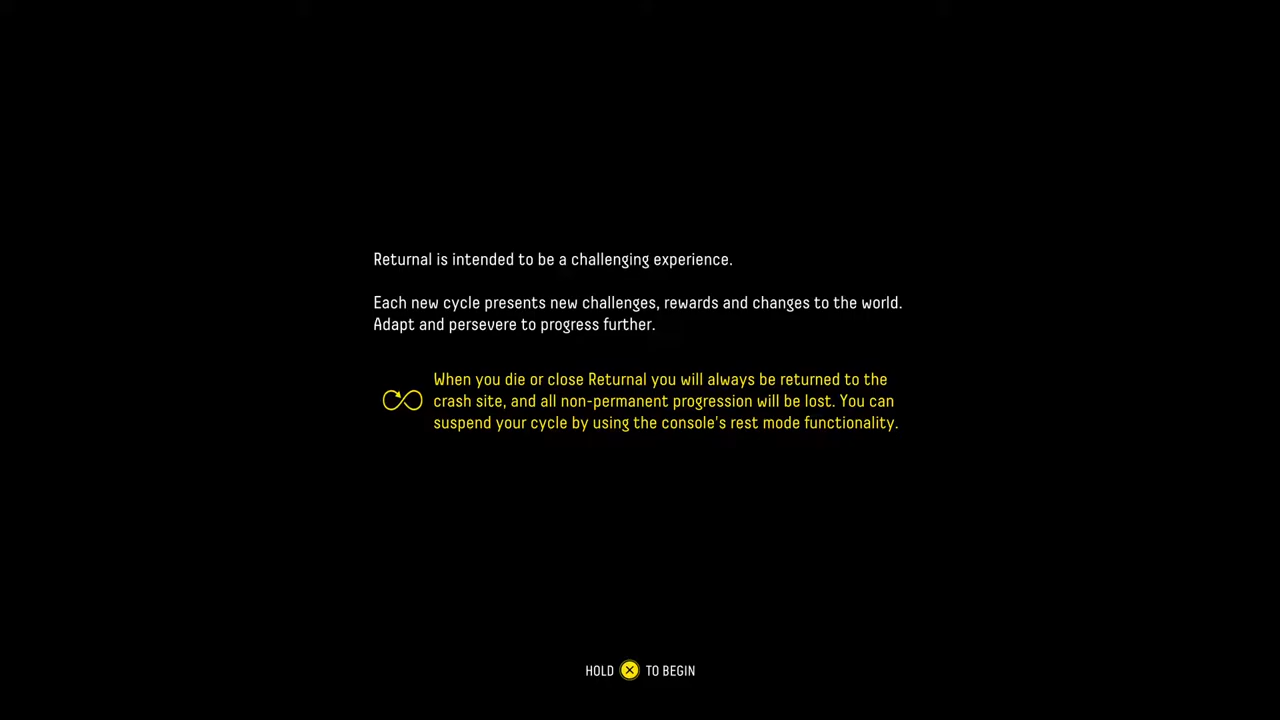 Returnal is intended to be a challenging experience.
Each new cycle presents new challenges, rewards and changes to the world.
Adapt and persevere to progress further.
When you die or close Returnal you will always be returned to the
crash site, and all non-permanent progression will be lost. You can
suspend your cycle by using the console's rest mode functionality.
HOLD ✕ TO BEGIN